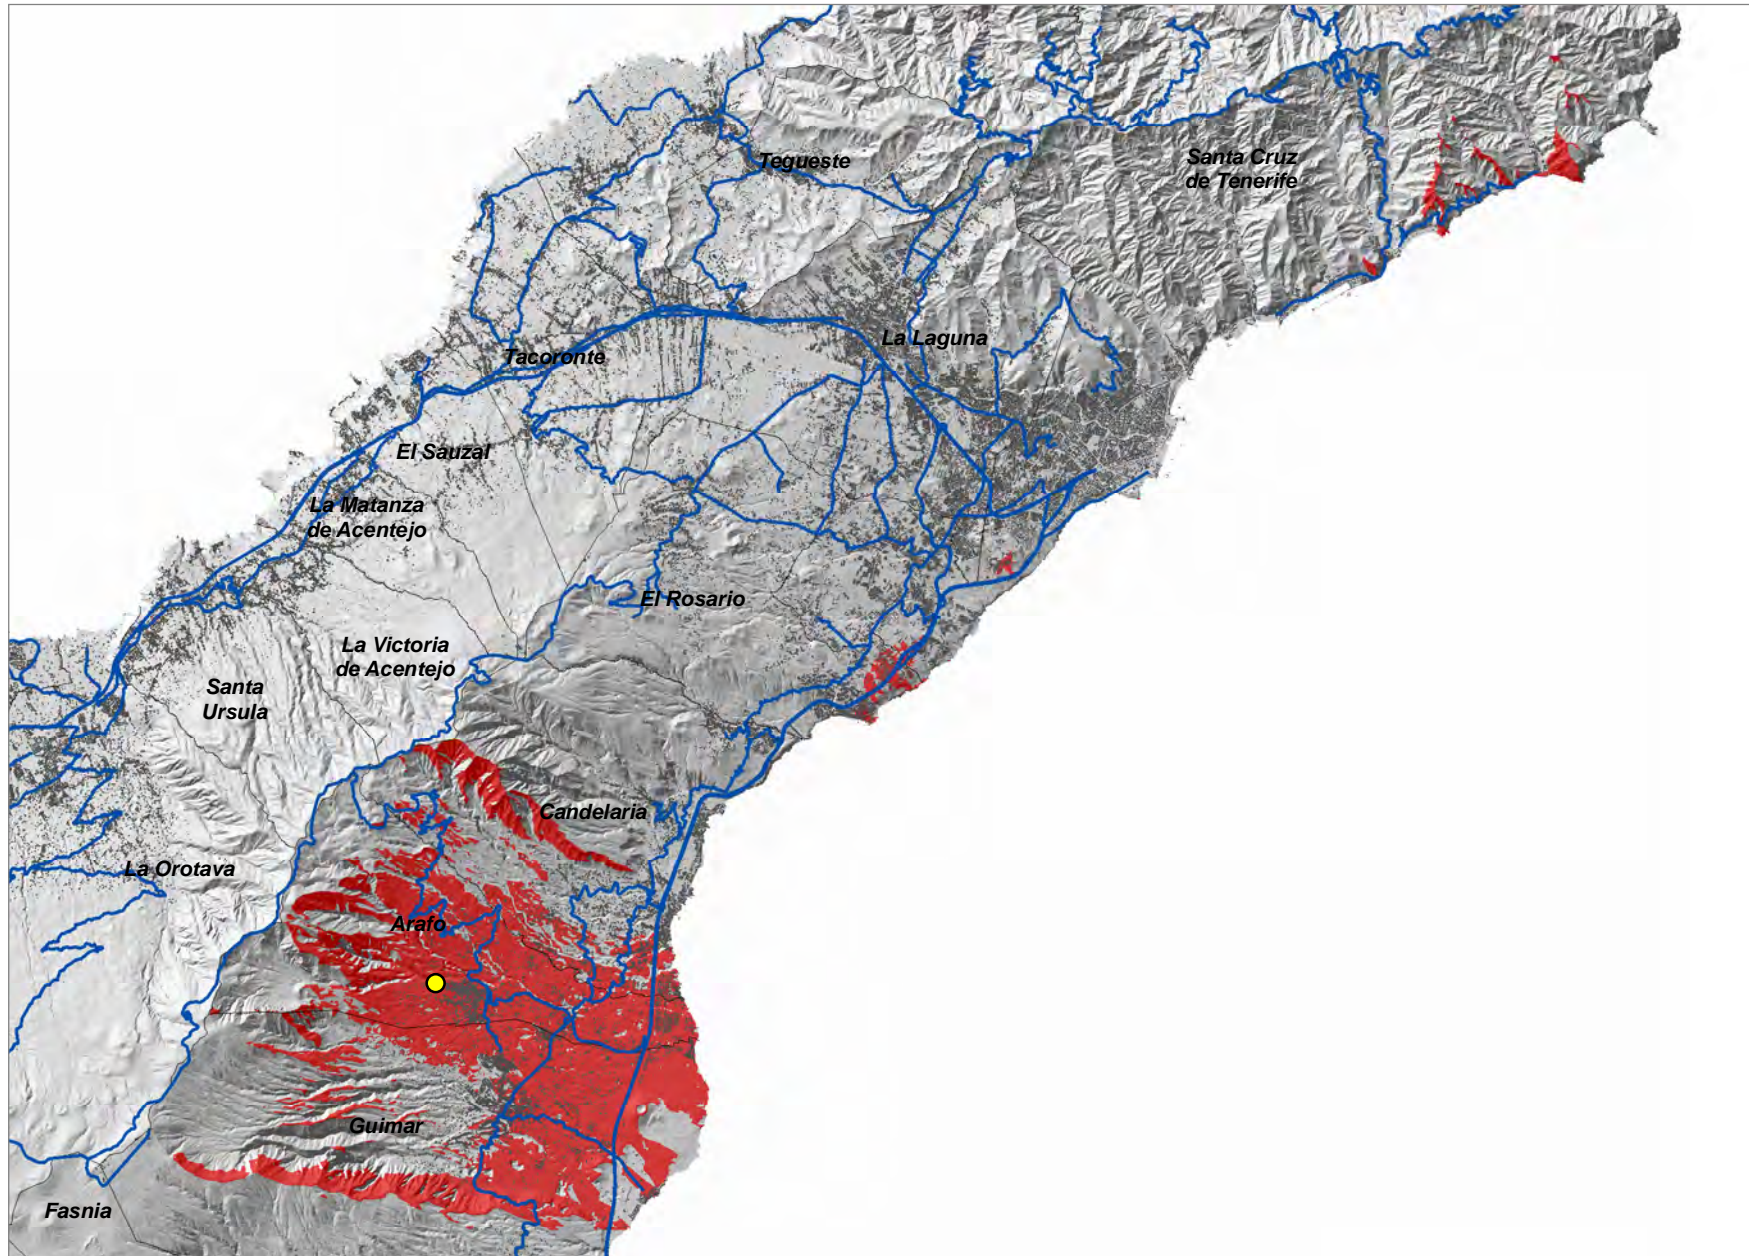 Tegueste
Santa Cruz
de Tenerife
La Laguna
Tacoronte
El Sauzal
La Matanza
de Acentejo
El Rosario
La Victoria
de Acentejo
Santa
Ursula
Candelaria
La Orotava
Arafo
Guimar
Fasnia